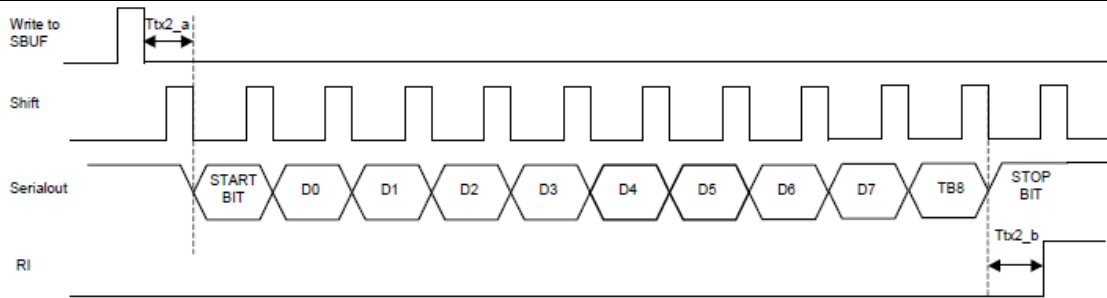 Write to
SBUF
Ttx2_a
Shift
Serialout
START
BIT
D0
D1
D2
D3
D4
D5
D6
D7
TB8
STOP
BIT
Ttx2_b
RI